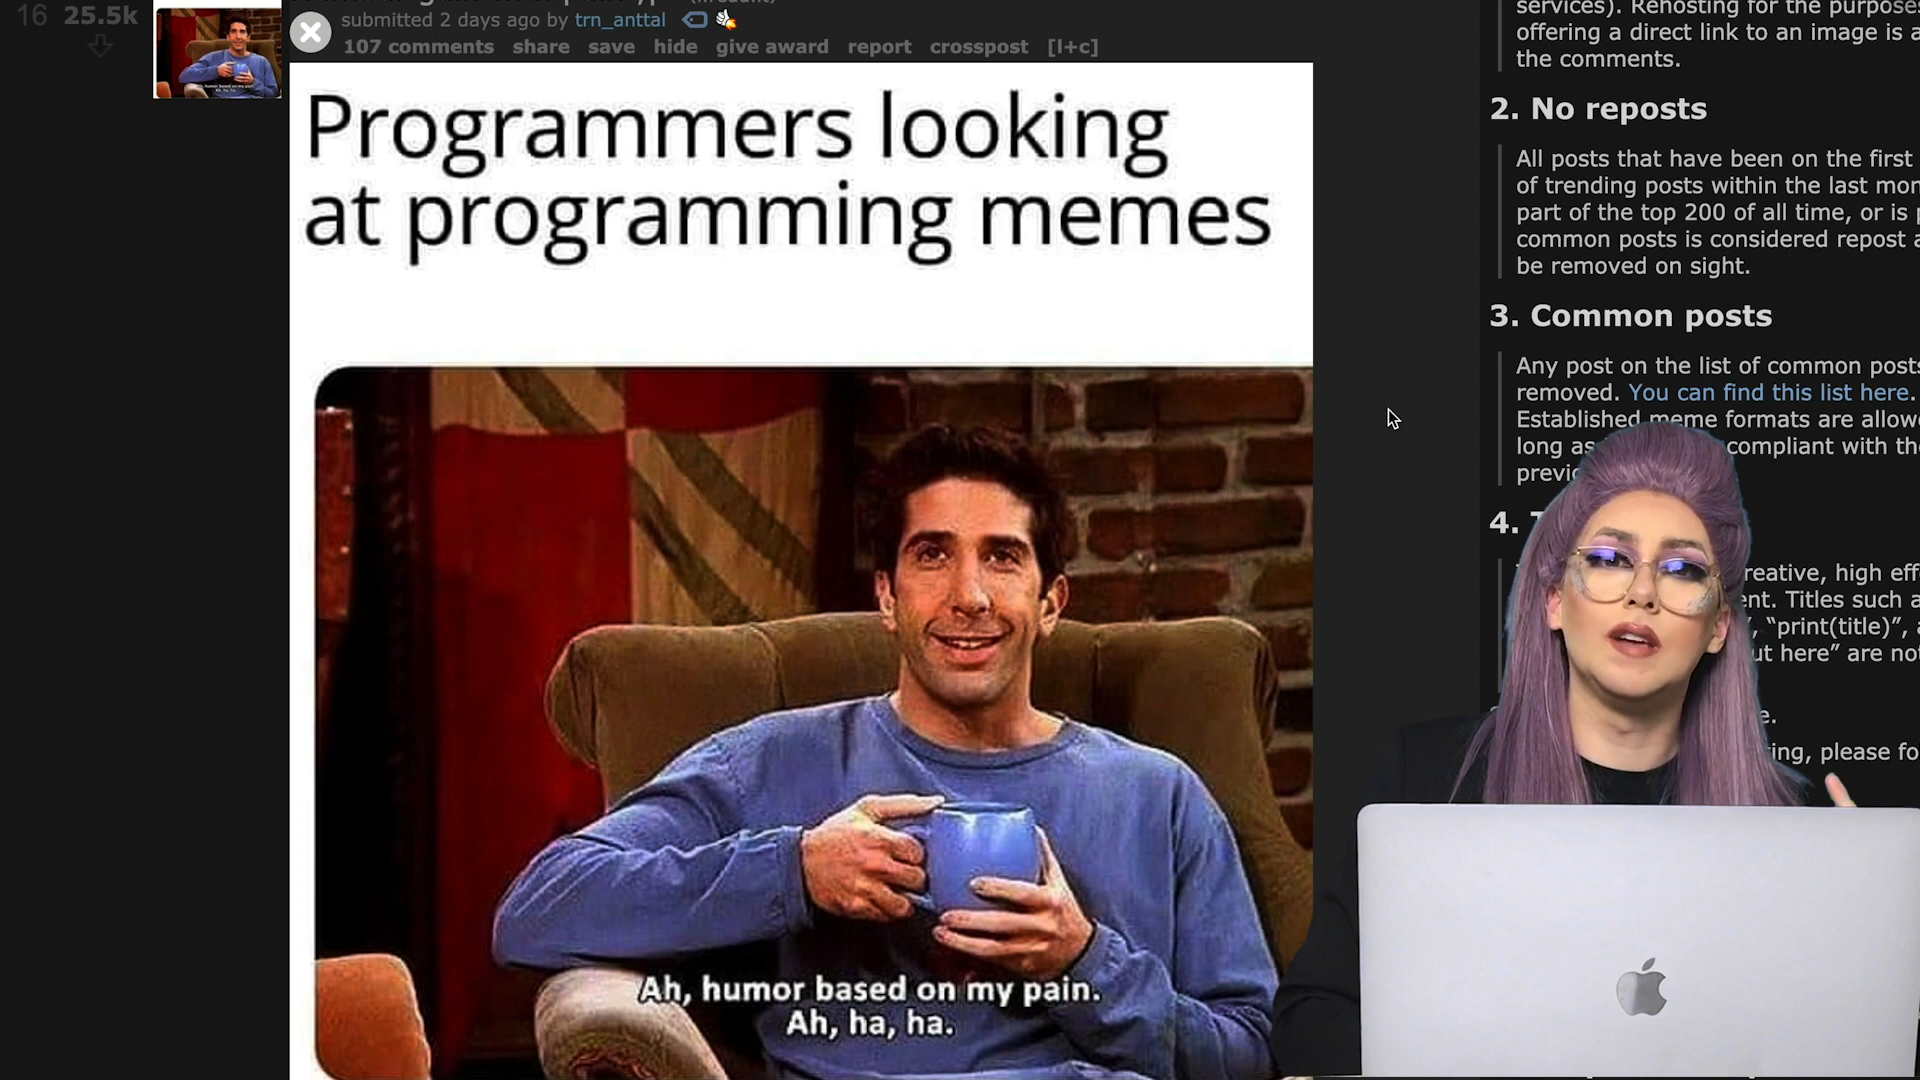 16 25.5k
submitted 2 days ago by trn_anttal
107 comments share save hide give award report crosspost [l+c]
Programmers looking
at programming memes
Ah, humor based on my pain.
Ah, ha, ha.
services). Rehosting for the purposes
offering a direct link to an image is a
the comments.
2. No reposts
All posts that have been on the first
of trending posts within the last mon
part of the top 200 of all time, or is p
common posts is considered repost a
be removed on sight.
3. Common posts
Any post on the list of common posts
removed. You can find this list here.
Established meme formats are allowe
long as compliant with the
previo
4. T
reative, high effo
ent. Titles such a
”, “print(title)”, a
ut here” are not
e.
ing, please fo